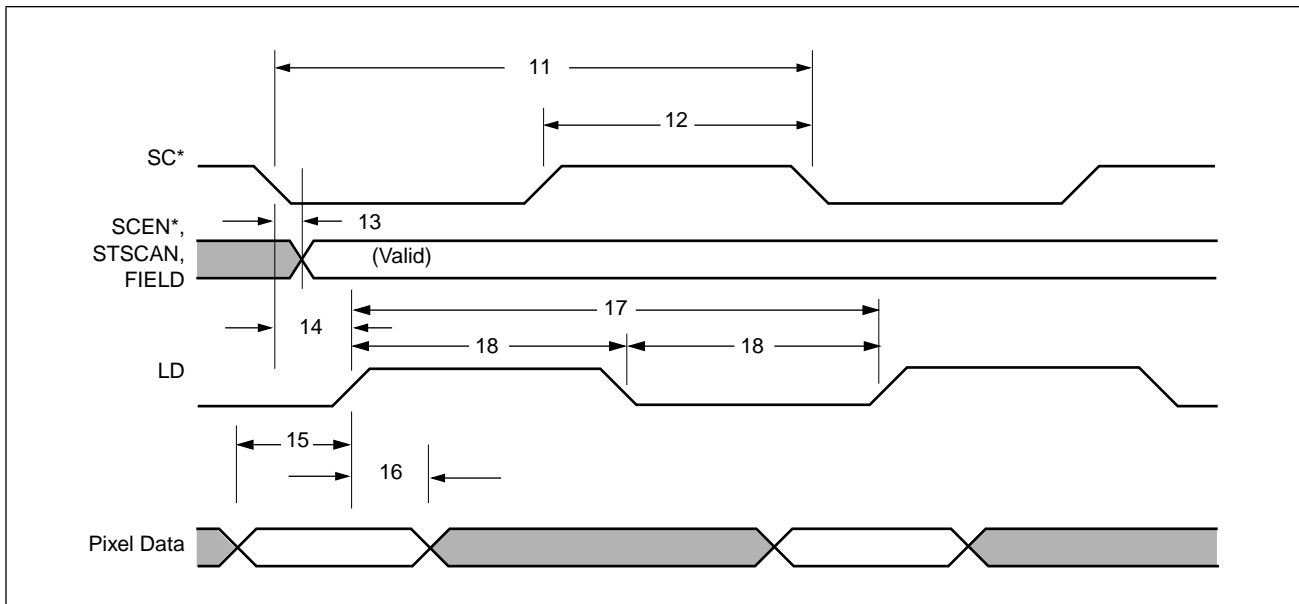 11
12
SC*
13
SCEN*,
STSCAN,
FIELD
(Valid)
17
14
18
18
LD
15
16
Pixel Data